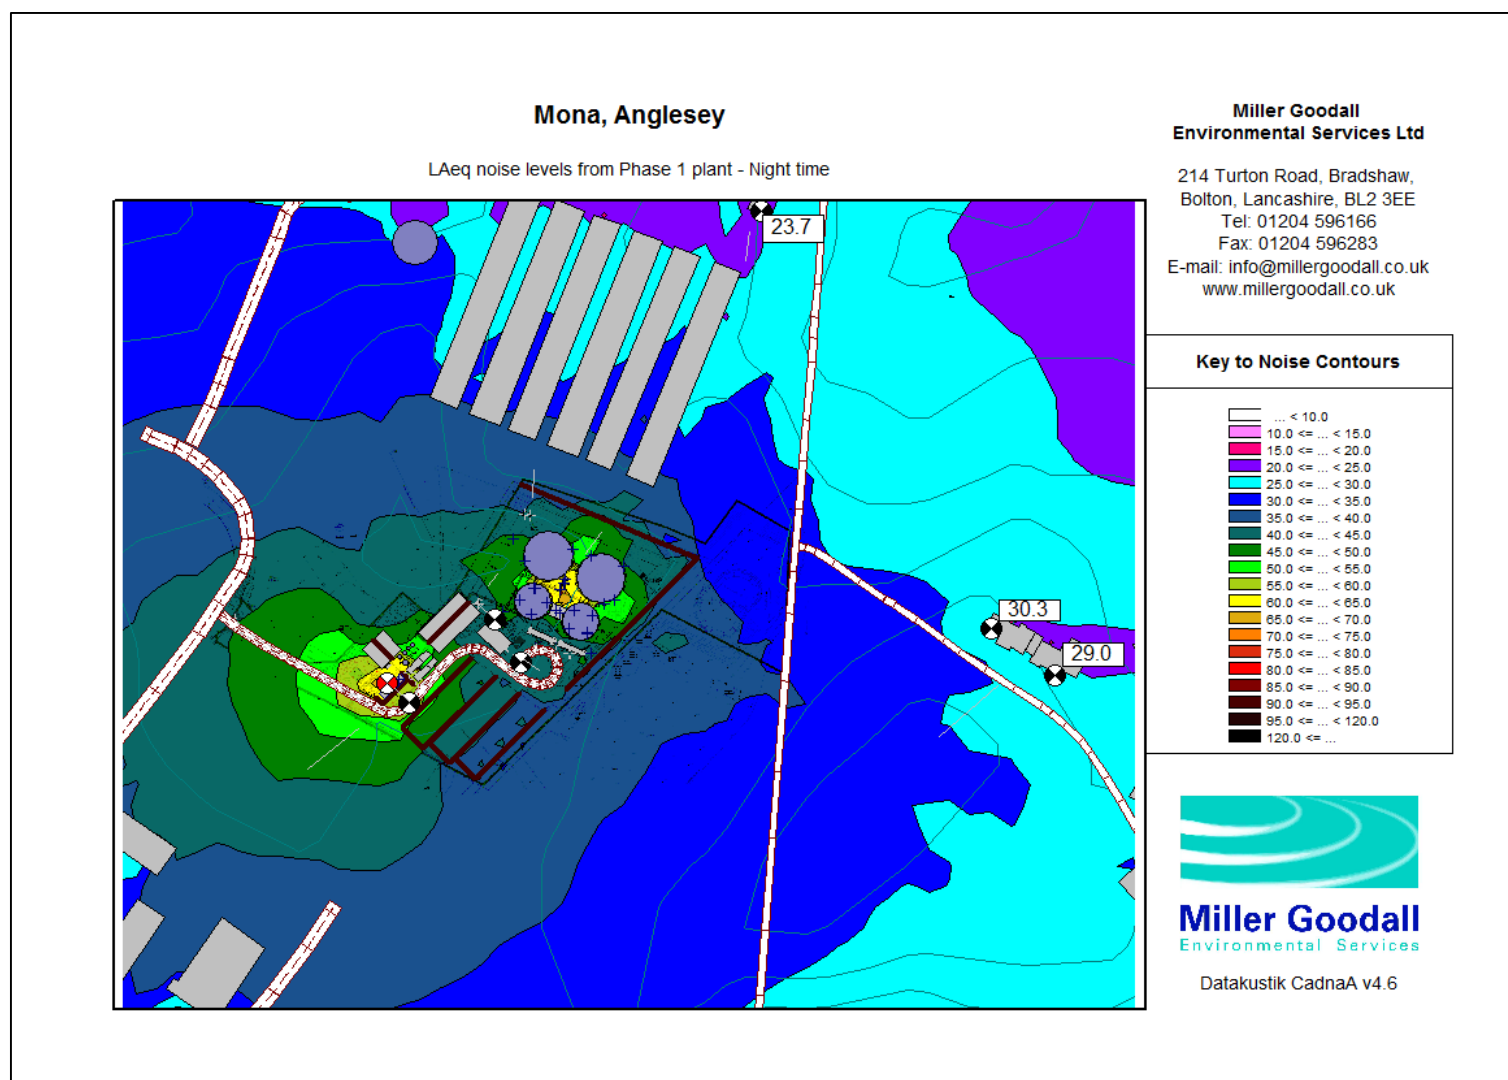 Mona, Anglesey
LAeq noise levels from Phase 1 plant - Night time
23.7
30.3
29.0
Miller Goodall
Environmental Services Ltd
214 Turton Road, Bradshaw,
Bolton, Lancashire, BL2 3EE
Tel: 01204 596166
Fax: 01204 596283
E-mail: info@millergoodall.co.uk
www.millergoodall.co.uk
Key to Noise Contours
... < 10.0
10.0 <= ... < 15.0
15.0 <= ... < 20.0
20.0 <= ... < 25.0
25.0 <= ... < 30.0
30.0 <= ... < 35.0
35.0 <= ... < 40.0
40.0 <= ... < 45.0
45.0 <= ... < 50.0
50.0 <= ... < 55.0
55.0 <= ... < 60.0
60.0 <= ... < 65.0
65.0 <= ... < 70.0
70.0 <= ... < 75.0
75.0 <= ... < 80.0
80.0 <= ... < 85.0
85.0 <= ... < 90.0
90.0 <= ... < 95.0
95.0 <= ... < 120.0
120.0 <= ...
Miller Goodall
Environmental Services
Datakustik CadnaA v4.6